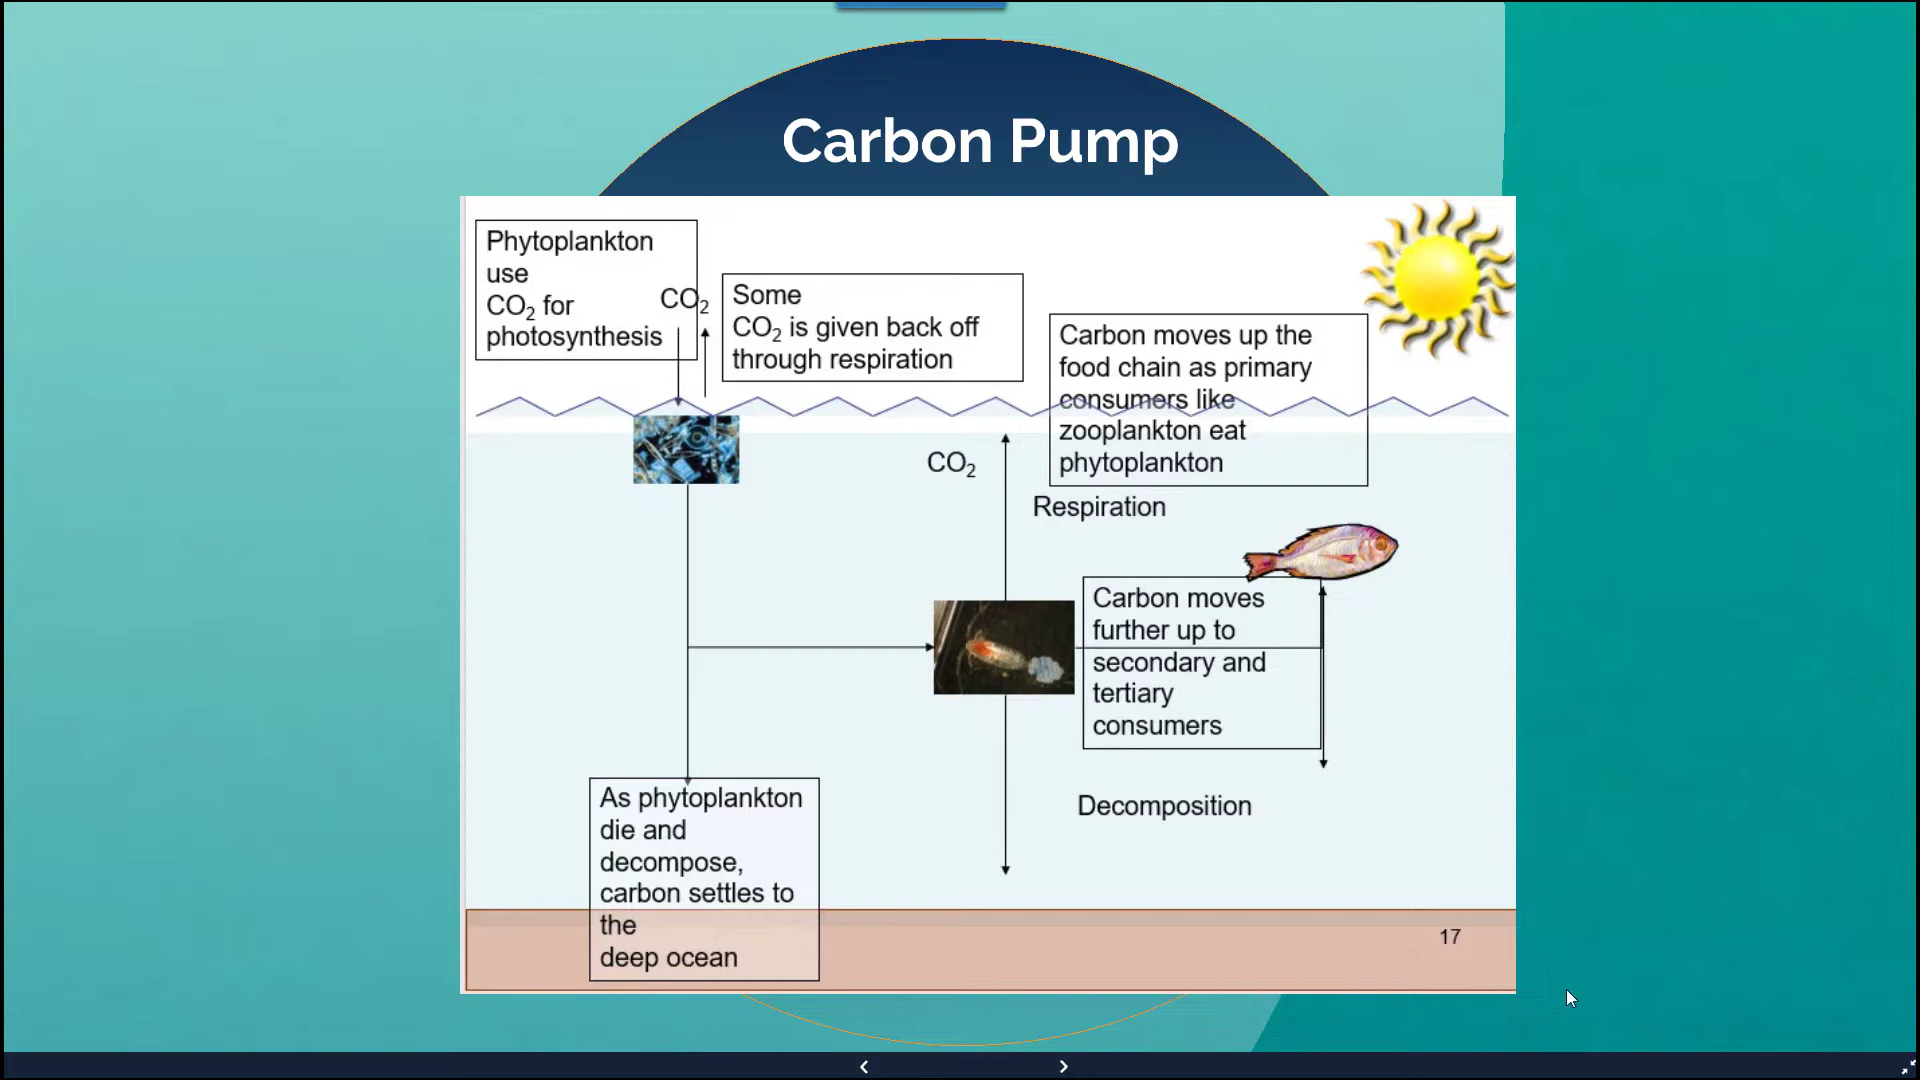 Carbon Pump
Phytoplankton
use
CO₂ for
photosynthesis
CO₂
Some
CO₂ is given back off
through respiration
Carbon moves up the
food chain as primary
consumers like
zooplankton eat
phytoplankton
CO₂
Respiration
Carbon moves
further up to
secondary and
tertiary
consumers
Decomposition
As phytoplankton
die and
decompose,
carbon settles to
the
deep ocean
17